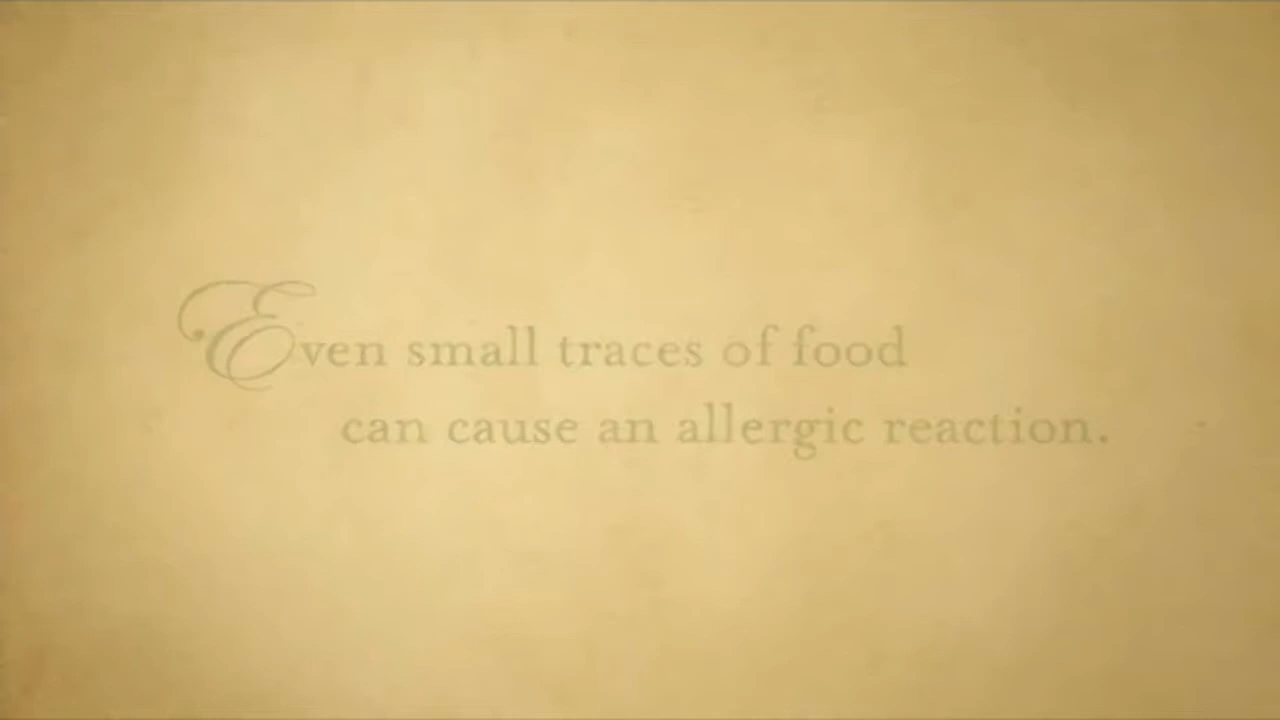 Even small traces of food
can cause an allergic reaction.